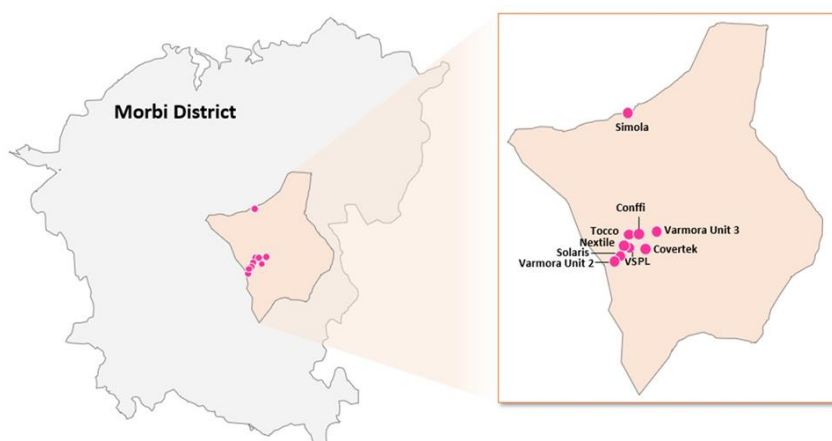 Morbi District
Simola
Conffi
Tocco
Varmora Unit 3
Nextile
Covertek
Solaris
VSPL
Varmora Unit 2